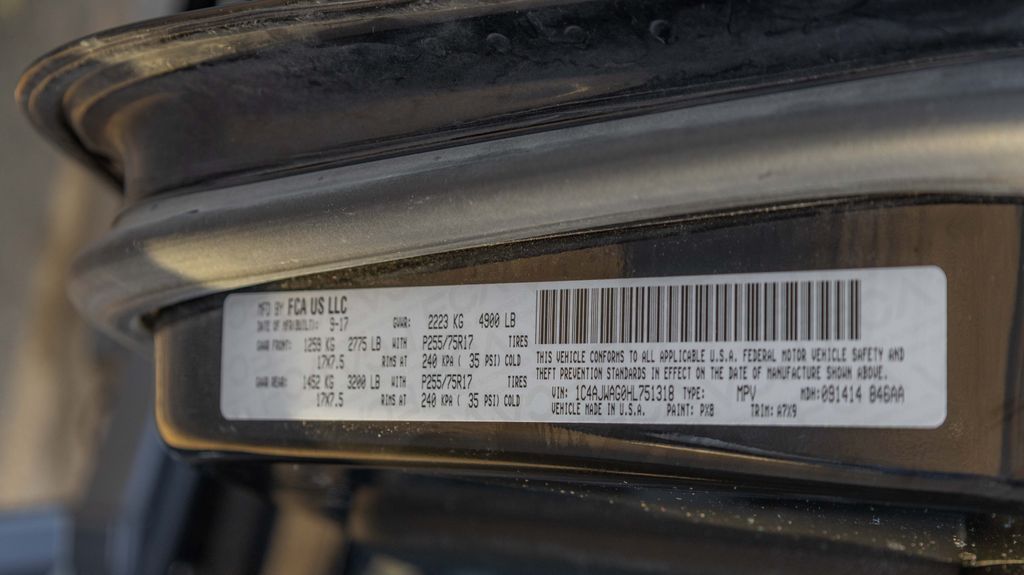 MFD BY FCA US LLC
DATE OF MFR(BUILT): 9-17 GVWR: 2223 KG 4900 LB
GAWR FRONT: 1259 KG 2775 LB WITH P255/75R17 TIRES
17X7.5 RIMS AT 240 KPA ( 35 PSI) COLD
GAWR REAR: 1452 KG 3200 LB WITH P255/75R17 TIRES
17X7.5 RIMS AT 240 KPA ( 35 PSI) COLD
THIS VEHICLE CONFORMS TO ALL APPLICABLE U.S.A. FEDERAL MOTOR VEHICLE SAFETY AND
THEFT PREVENTION STANDARDS IN EFFECT ON THE DATE OF MANUFACTURE SHOWN ABOVE.
VIN: 1C4AJWAG0HL751318 TYPE: MPV MDH: 091414 846AA
VEHICLE MADE IN U.S.A. PAINT: PX8 TRIM: A7X9